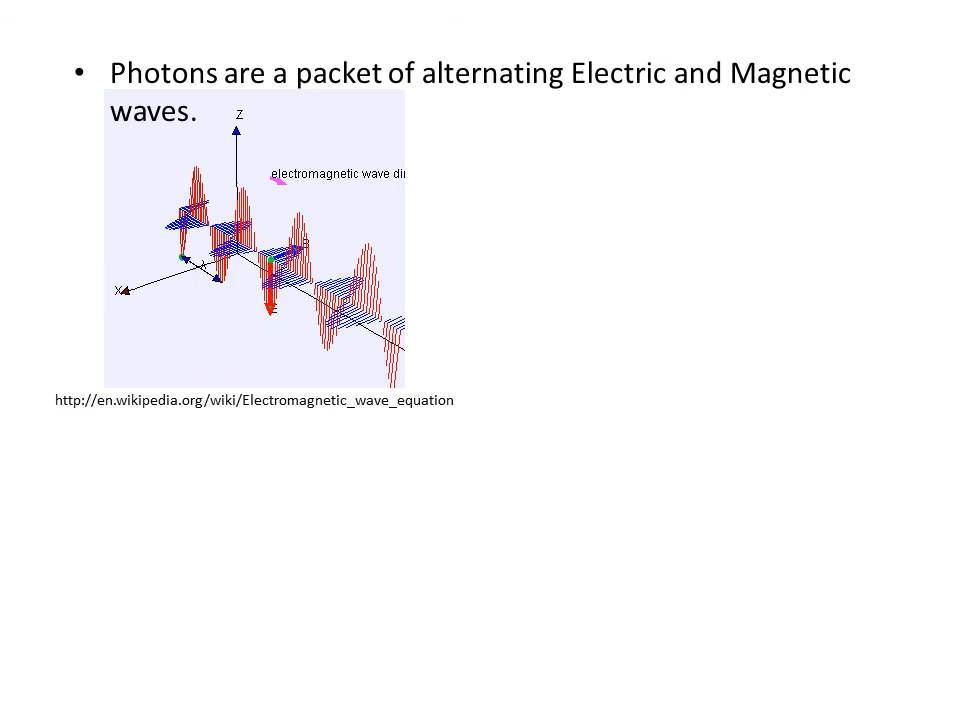 • Photons are a packet of alternating Electric and Magnetic
waves.
Z
electromagnetic wave dir
B
λ
X
E
http://en.wikipedia.org/wiki/Electromagnetic_wave_equation